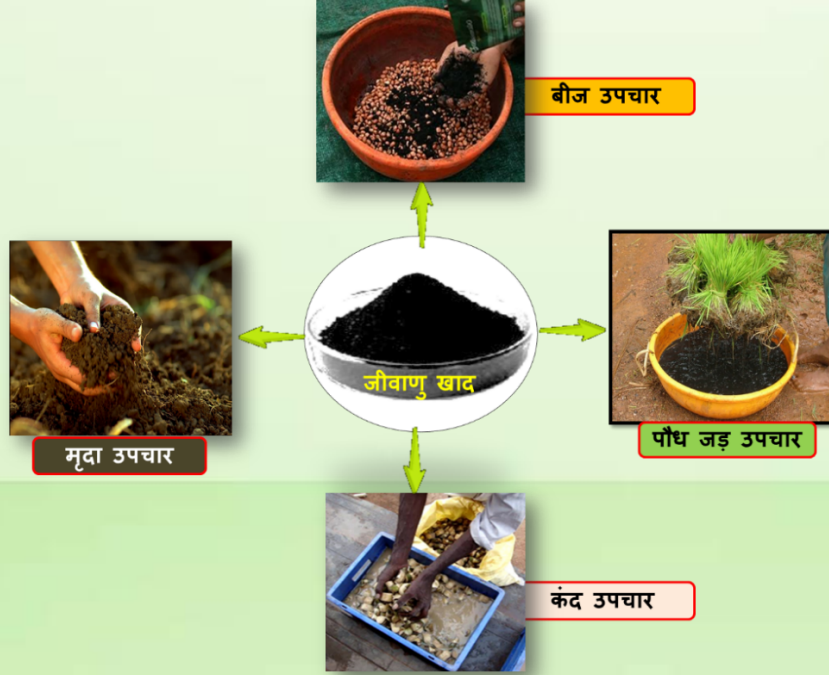 बीज उपचार
जीवाणु खाद
पौध जड़ उपचार
मृदा उपचार
कंद उपचार